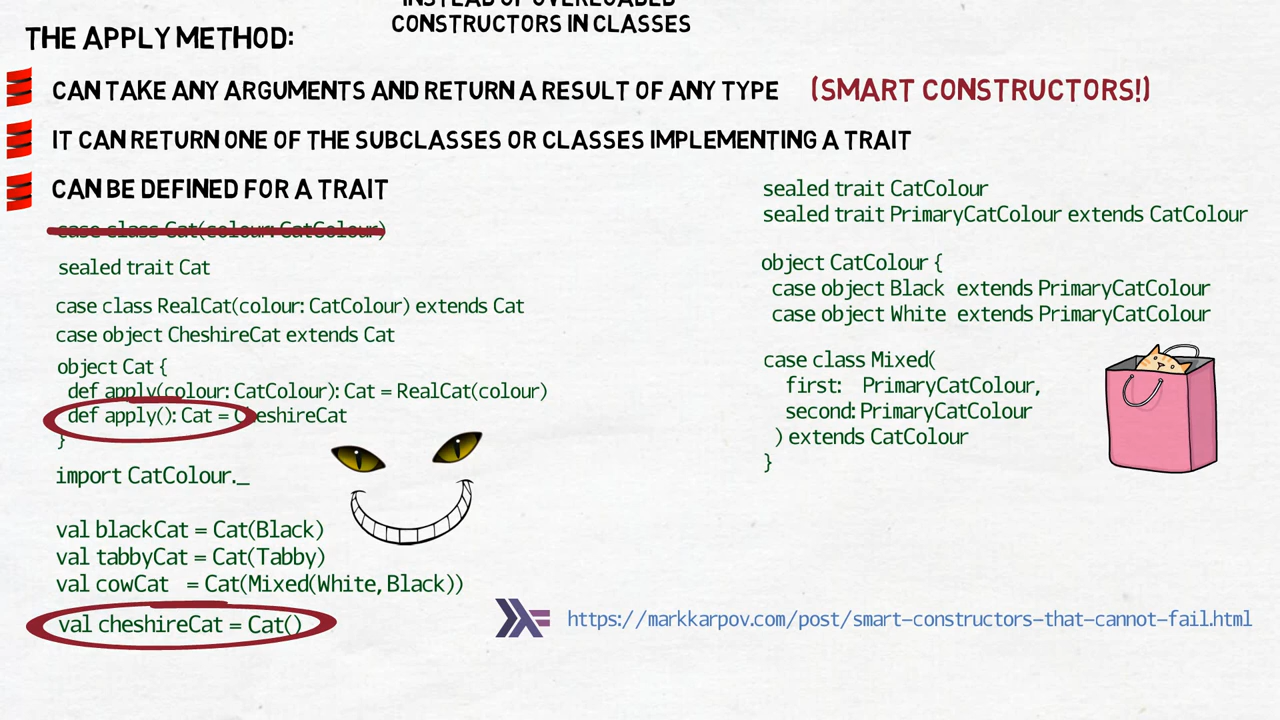 INSTEAD OF OVERLOADED
CONSTRUCTORS IN CLASSES
THE APPLY METHOD:
CAN TAKE ANY ARGUMENTS AND RETURN A RESULT OF ANY TYPE (SMART CONSTRUCTORS!)
IT CAN RETURN ONE OF THE SUBCLASSES OR CLASSES IMPLEMENTING A TRAIT
CAN BE DEFINED FOR A TRAIT
case class Cat(colour: CatColour)
sealed trait Cat
case class RealCat(colour: CatColour) extends Cat
case object CheshireCat extends Cat
object Cat {
def apply(colour: CatColour): Cat = RealCat(colour)
def apply(): Cat = CheshireCat
}
import CatColour._
val blackCat = Cat(Black)
val tabbyCat = Cat(Tabby)
val cowCat = Cat(Mixed(White, Black))
val cheshireCat = Cat()
sealed trait CatColour
sealed trait PrimaryCatColour extends CatColour
object CatColour {
case object Black extends PrimaryCatColour
case object White extends PrimaryCatColour
case class Mixed(
first: PrimaryCatColour,
second: PrimaryCatColour
) extends CatColour
}
https://markkarpov.com/post/smart-constructors-that-cannot-fail.html